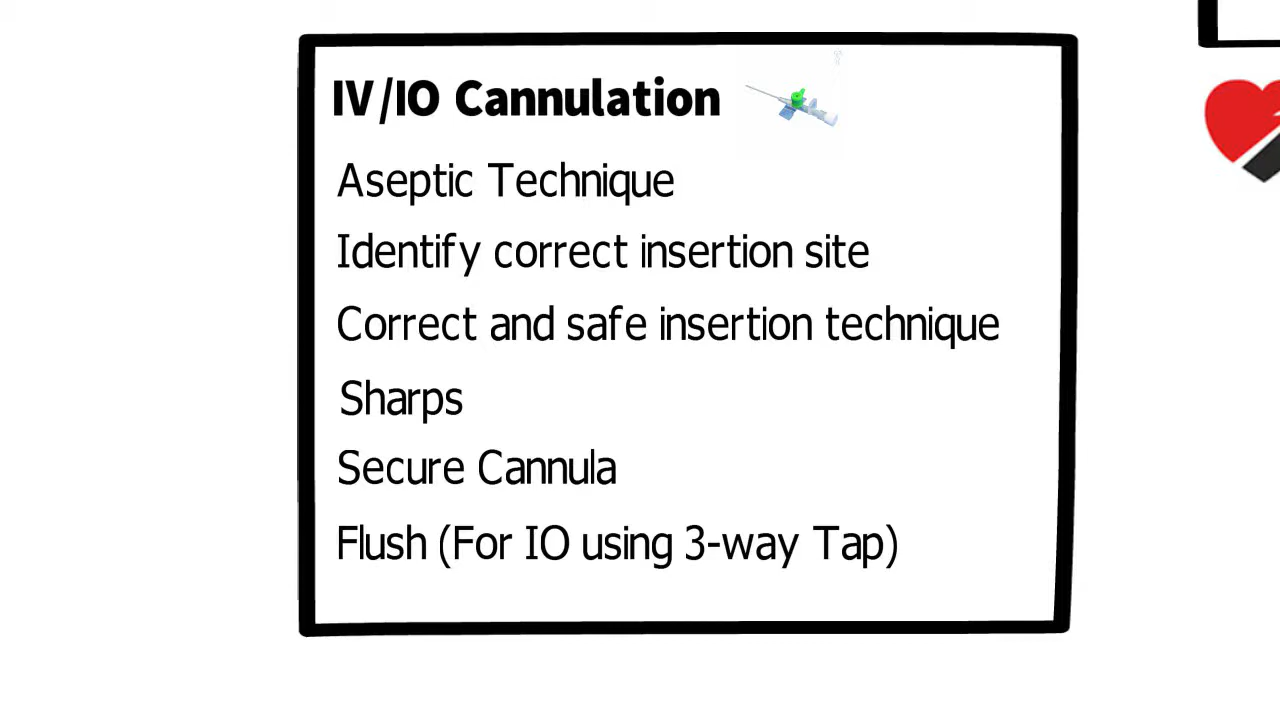 IV/IO Cannulation
Aseptic Technique
Identify correct insertion site
Correct and safe insertion technique
Sharps
Secure Cannula
Flush (For IO using 3-way Tap)